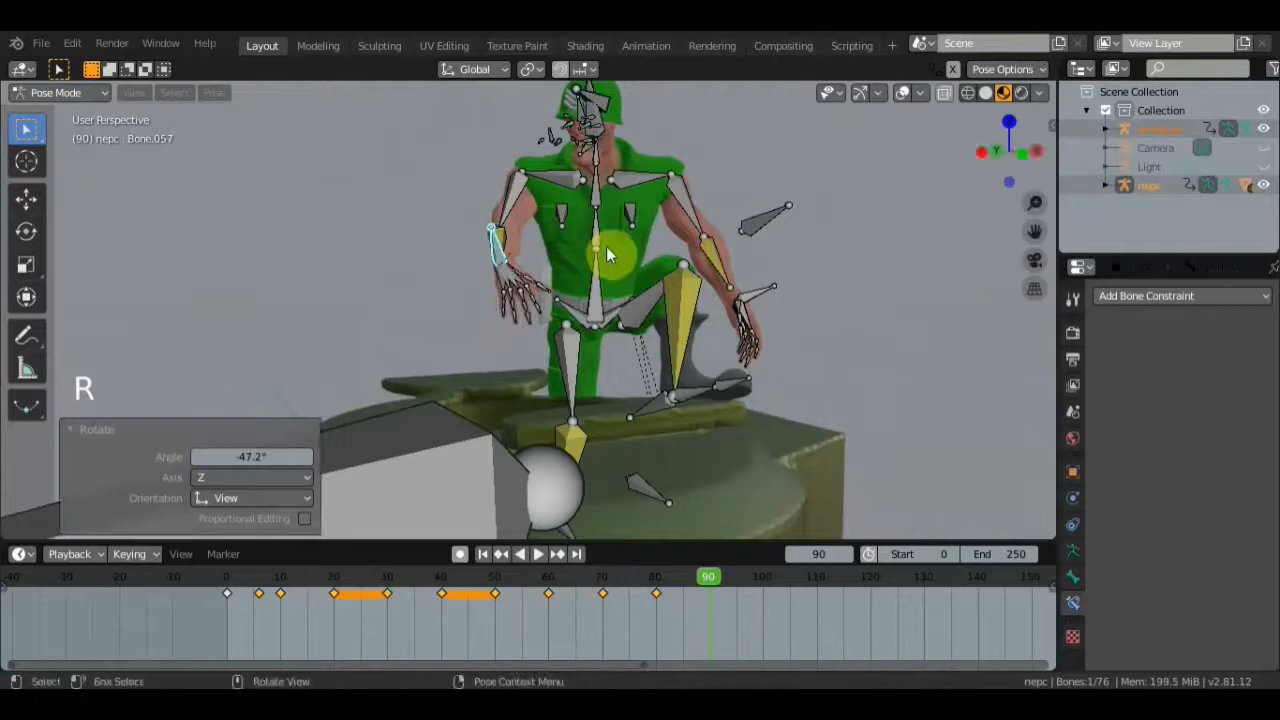 File Edit Render Window Help Layout Modeling Sculpting UV Editing Texture Paint Shading Animation Rendering Compositing Scripting + Scene View Layer
Global X Pose Options
Pose Mode View Select Pose
User Perspective
(90) nepc : Bone.057
Scene Collection
Collection
Camera
Light
nepc
Add Bone Constraint
R
Rotate
Angle -47.2°
Axis Z
Orientation View
Proportional Editing
Playback Keying View Marker 90 Start 0 End 250
-40 -30 -20 -10 0 10 20 30 40 50 60 70 80 90 100 110 120 130 140 150
Select Box Select Rotate View Pose Context Menu nepc | Bones:1/76 | Mem: 199.5 MiB | v2.81.12